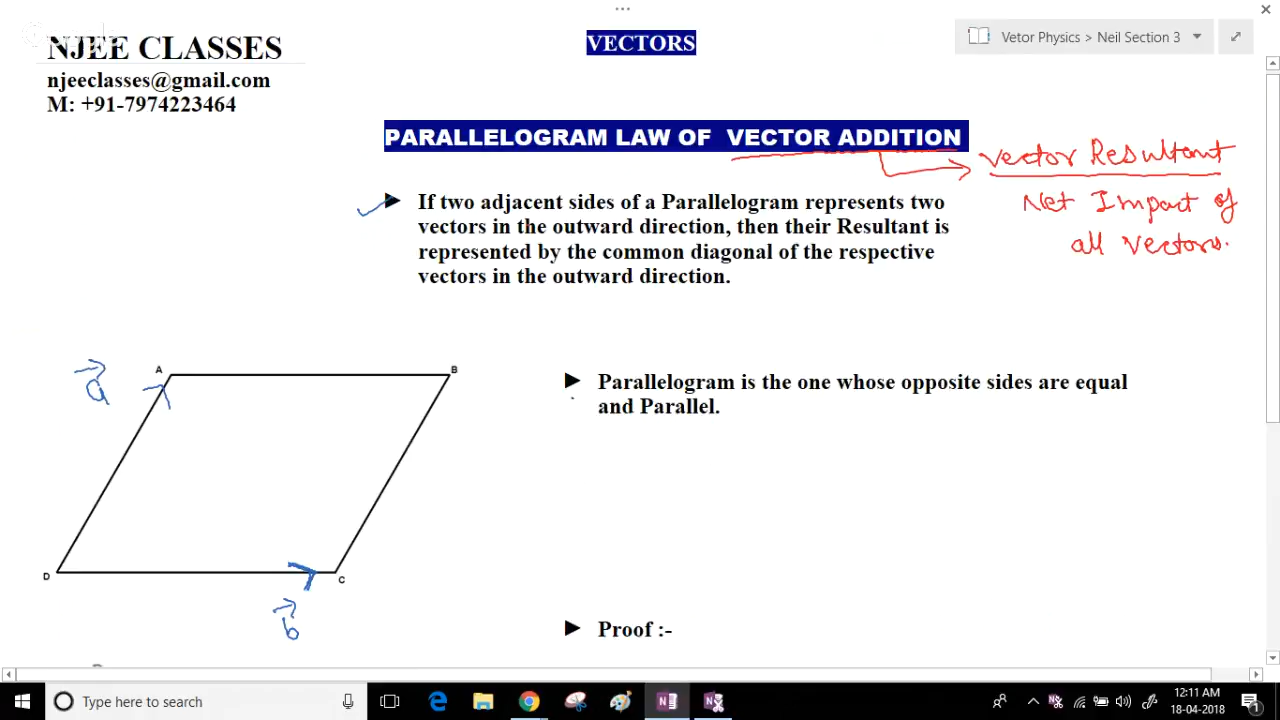 NJEE CLASSES
njeeclasses@gmail.com
M: +91-7974223464
VECTORS
Vetor Physics > Neil Section 3
PARALLELOGRAM LAW OF VECTOR ADDITION
Vector Resultant
Net Impact of
all Vectors.
If two adjacent sides of a Parallelogram represents two
vectors in the outward direction, then their Resultant is
represented by the common diagonal of the respective
vectors in the outward direction.
a
A
B
D
C
b
Parallelogram is the one whose opposite sides are equal
and Parallel.
Proof :-
Type here to search
12:11 AM
18-04-2018
1